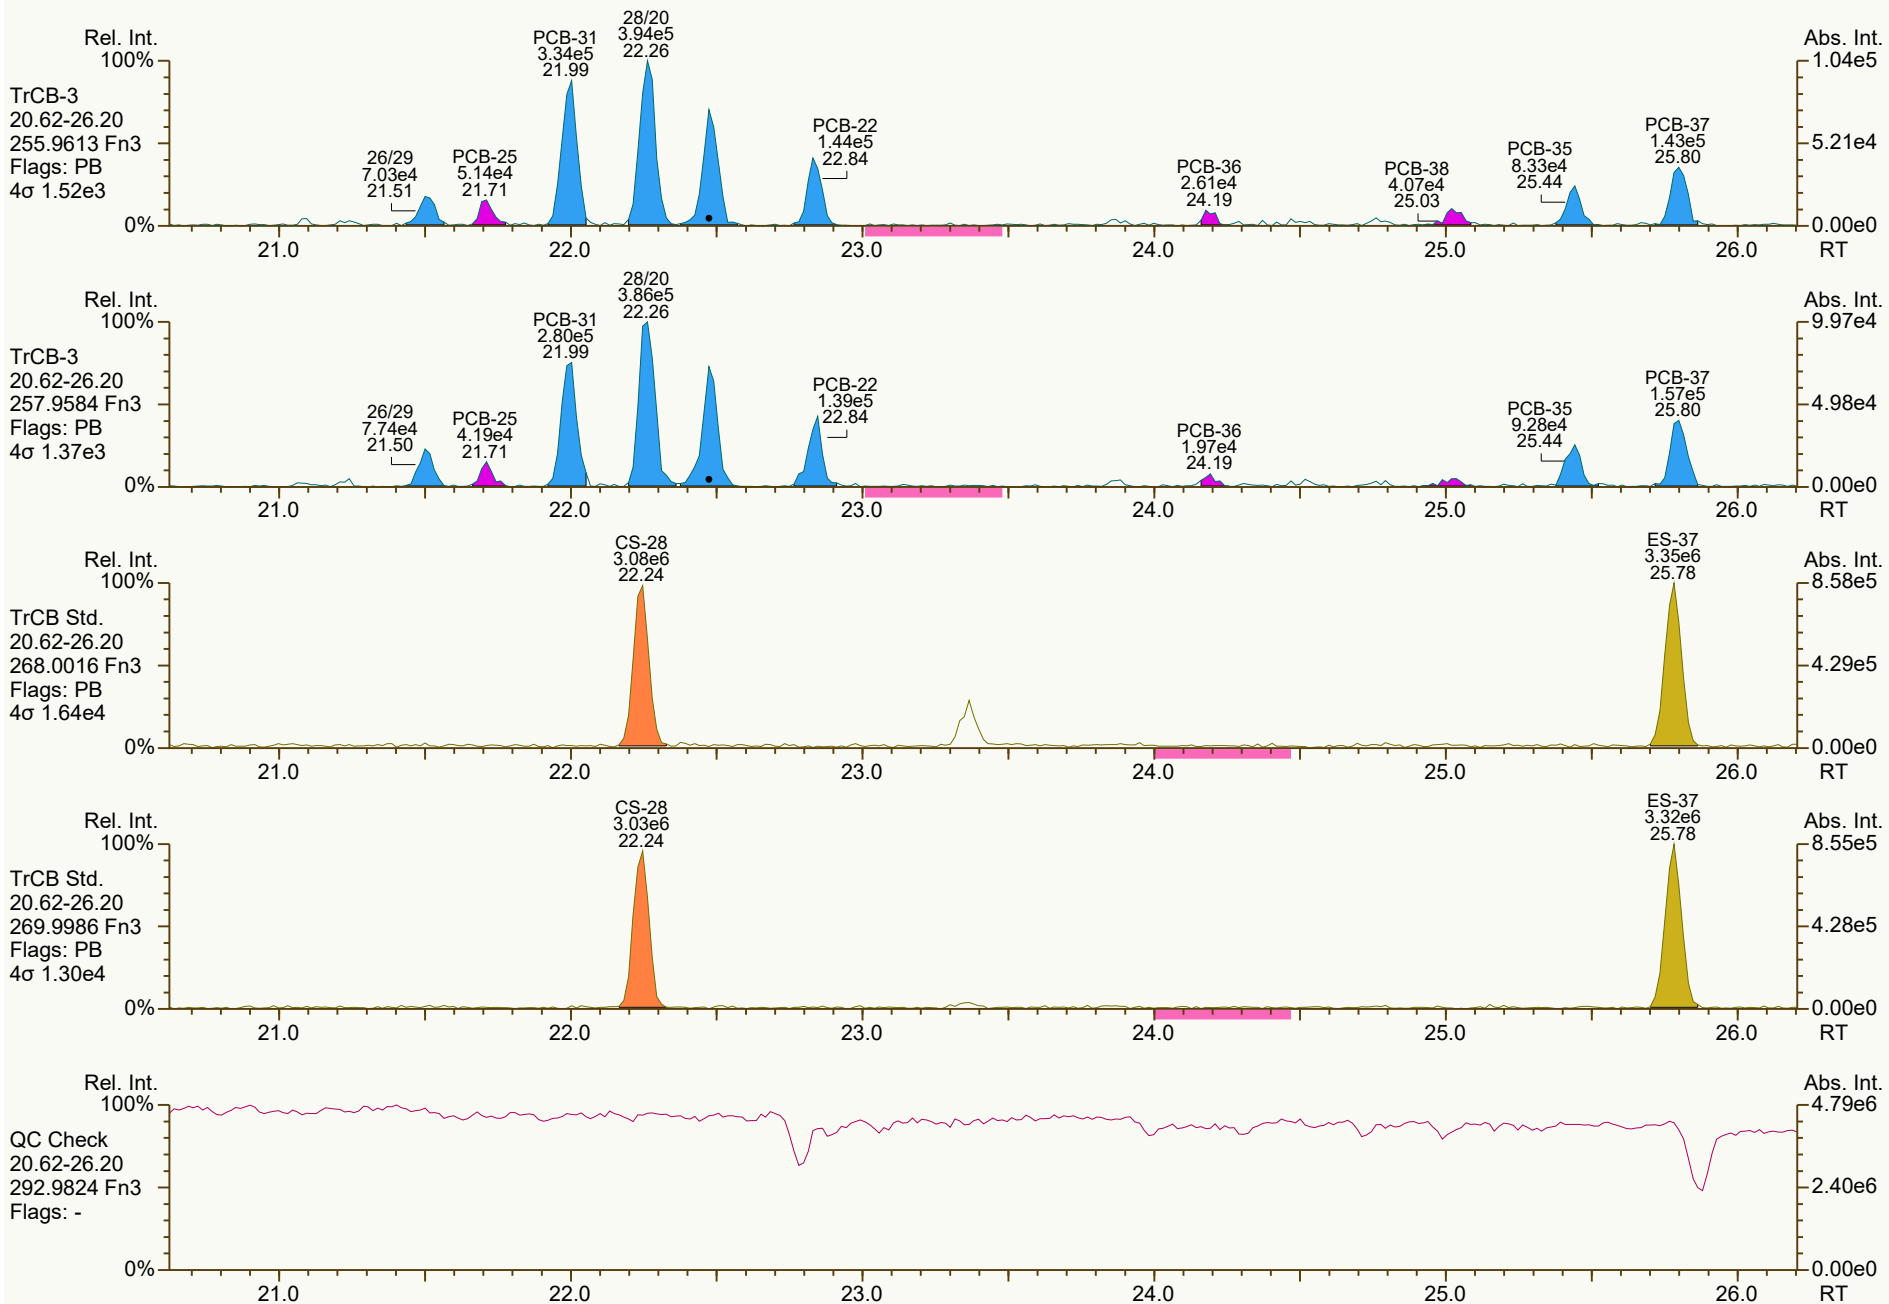 Rel. Int.
100%
0%
TrCB-3
20.62-26.20
255.9613 Fn3
Flags: PB
4σ 1.52e3
26/29
7.03e4
21.51
PCB-25
5.14e4
21.71
PCB-31
3.34e5
21.99
28/20
3.94e5
22.26
PCB-22
1.44e5
22.84
PCB-36
2.61e4
24.19
PCB-38
4.07e4
25.03
PCB-35
8.33e4
25.44
PCB-37
1.43e5
25.80
Abs. Int.
1.04e5
5.21e4
0.00e0
21.0 22.0 23.0 24.0 25.0 26.0 RT
Rel. Int.
100%
0%
TrCB-3
20.62-26.20
257.9584 Fn3
Flags: PB
4σ 1.37e3
26/29
7.74e4
21.50
PCB-25
4.19e4
21.71
PCB-31
2.80e5
21.99
28/20
3.86e5
22.26
PCB-22
1.39e5
22.84
PCB-36
1.97e4
24.19
PCB-35
9.28e4
25.44
PCB-37
1.57e5
25.80
Abs. Int.
9.97e4
4.98e4
0.00e0
21.0 22.0 23.0 24.0 25.0 26.0 RT
Rel. Int.
100%
0%
TrCB Std.
20.62-26.20
268.0016 Fn3
Flags: PB
4σ 1.64e4
CS-28
3.08e6
22.24
ES-37
3.35e6
25.78
Abs. Int.
8.58e5
4.29e5
0.00e0
21.0 22.0 23.0 24.0 25.0 26.0 RT
Rel. Int.
100%
0%
TrCB Std.
20.62-26.20
269.9986 Fn3
Flags: PB
4σ 1.30e4
CS-28
3.03e6
22.24
ES-37
3.32e6
25.78
Abs. Int.
8.55e5
4.28e5
0.00e0
21.0 22.0 23.0 24.0 25.0 26.0 RT
Rel. Int.
100%
0%
QC Check
20.62-26.20
292.9824 Fn3
Flags: -
Abs. Int.
4.79e6
2.40e6
0.00e0
21.0 22.0 23.0 24.0 25.0 26.0 RT